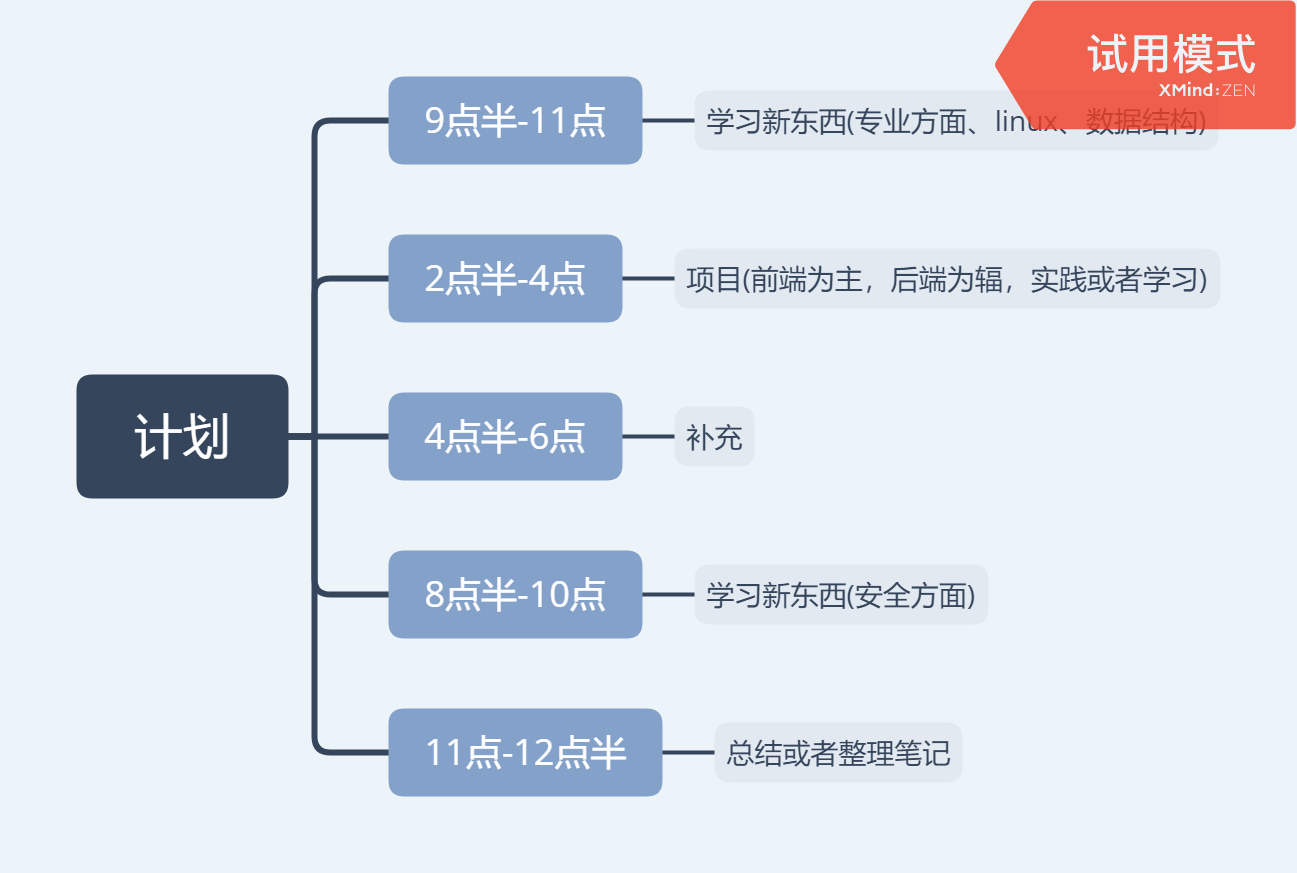 试用模式
XMind:ZEN
9点半-11点
学习新东西(专业方面、linux、数据结构)
2点半-4点
项目(前端为主，后端为辐，实践或者学习)
计划
4点半-6点
补充
8点半-10点
学习新东西(安全方面)
11点-12点半
总结或者整理笔记